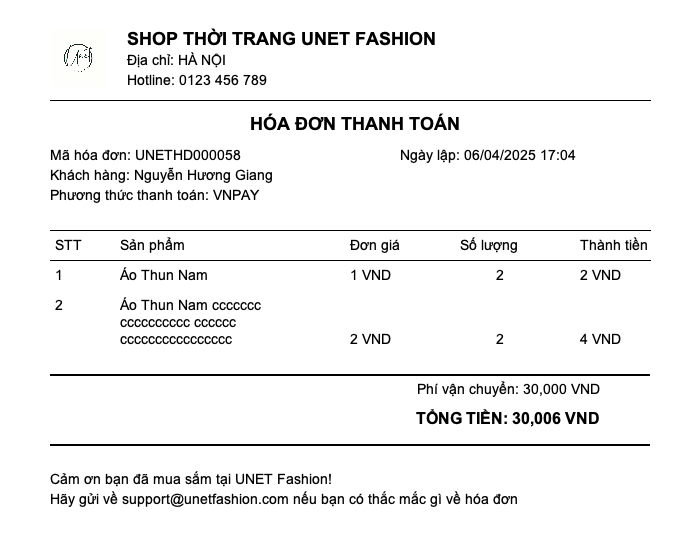 SHOP THỜI TRANG UNET FASHION
Địa chỉ: HÀ NỘI
Hotline: 0123 456 789
HÓA ĐƠN THANH TOÁN
Mã hóa đơn: UNETHD000058 Ngày lập: 06/04/2025 17:04
Khách hàng: Nguyễn Hương Giang
Phương thức thanh toán: VNPAY
STT Sản phẩm Đơn giá Số lượng Thành tiền
1 Áo Thun Nam 1 VND 2 2 VND
2 Áo Thun Nam ccccccc
cccccccccc cccccc
cccccccccccccccc 2 VND 2 4 VND
Phí vận chuyển: 30,000 VND
TỔNG TIỀN: 30,006 VND
Cảm ơn bạn đã mua sắm tại UNET Fashion!
Hãy gửi về support@unetfashion.com nếu bạn có thắc mắc gì về hóa đơn